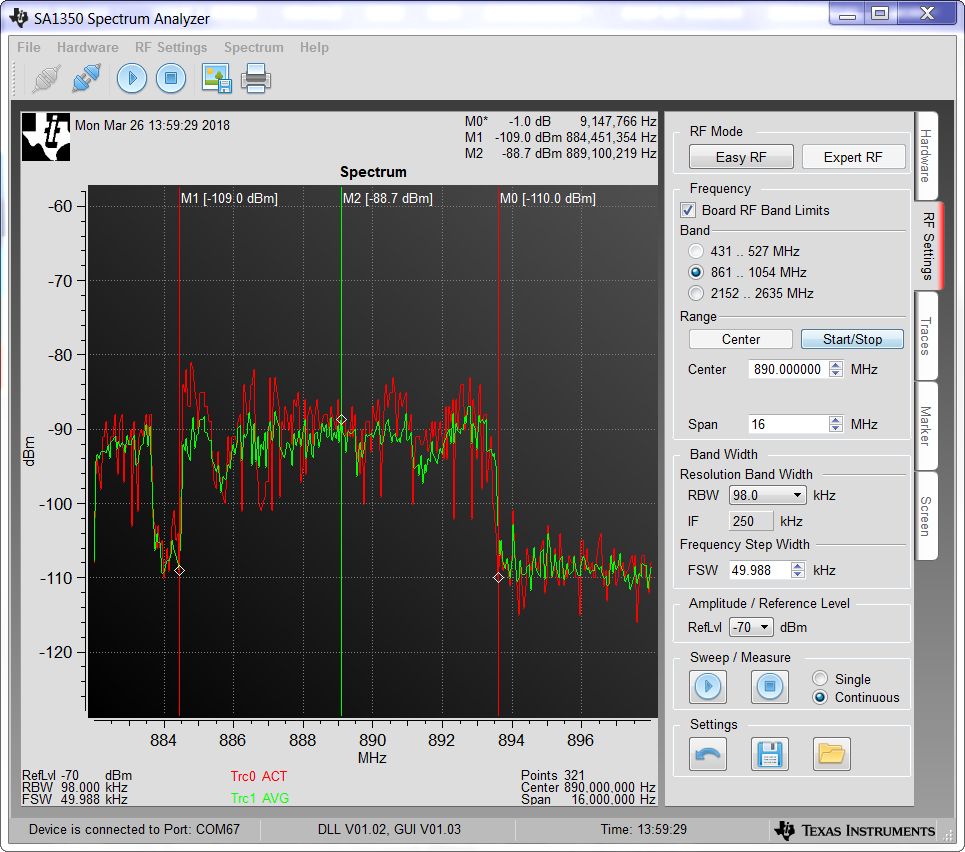 SA1350 Spectrum Analyzer
File Hardware RF Settings Spectrum Help
Mon Mar 26 13:59:29 2018
M0* -1.0 dB 9,147,766 Hz
M1 -109.0 dBm 884,451,354 Hz
M2 -88.7 dBm 889,100,219 Hz
Spectrum
M1 [-109.0 dBm] M2 [-88.7 dBm] M0 [-110.0 dBm]
-60
-70
-80
-90
-100
-110
-120
dBm
884 886 888 890 892 894 896
MHz
RefLvl -70 dBm
RBW 98.000 kHz
FSW 49.988 kHz
Trc0 ACT
Trc1 AVG
Points 321
Center 890.000.000 Hz
Span 16.000,000 Hz
RF Mode
Easy RF Expert RF
Frequency
Board RF Band Limits
Band
431 .. 527 MHz
861 .. 1054 MHz
2152 .. 2635 MHz
Range
Center Start/Stop
Center 890.000000 MHz
Span 16 MHz
Band Width
Resolution Band Width
RBW 98.0 kHz
IF 250 kHz
Frequency Step Width
FSW 49.988 kHz
Amplitude / Reference Level
RefLvl -70 dBm
Sweep / Measure
Single
Continuous
Settings
Hardware
RF Settings
Traces
Marker
Screen
Device is connected to Port: COM67 DLL V01.02, GUI V01.03 Time: 13:59:29 TEXAS INSTRUMENTS